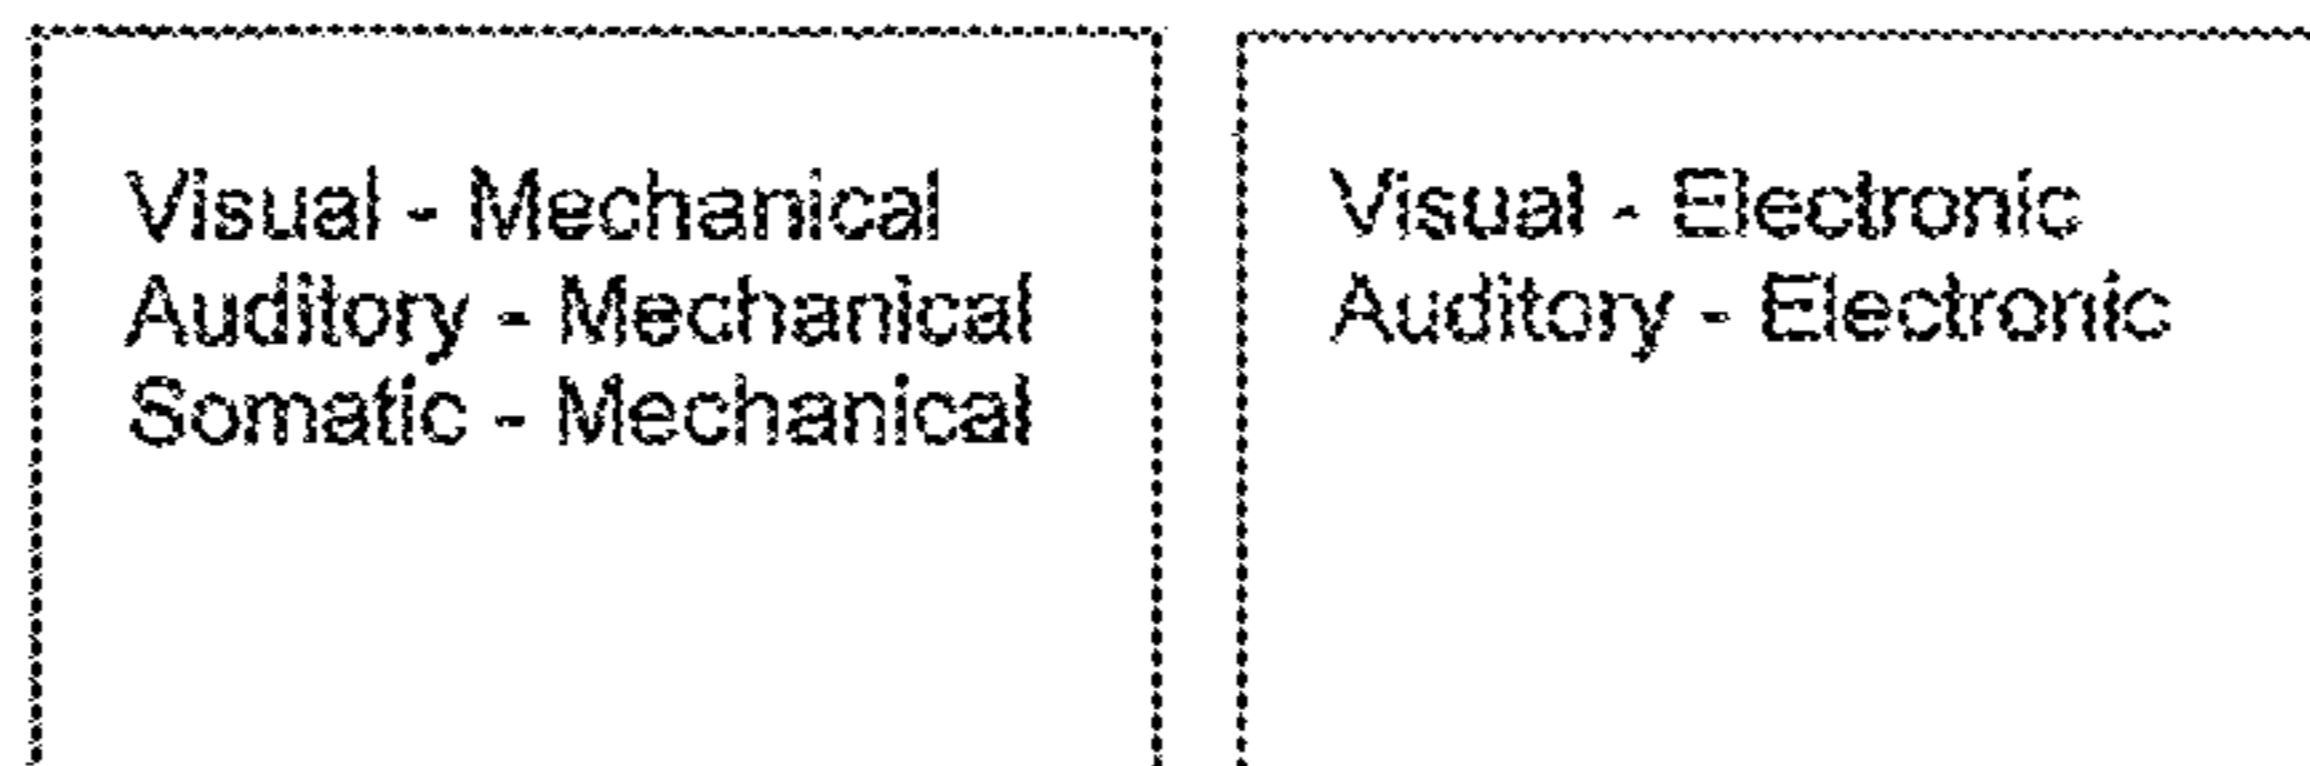 Visual - Mechanical
Auditory - Mechanical
Somatic - Mechanical
Visual - Electronic
Auditory - Electronic